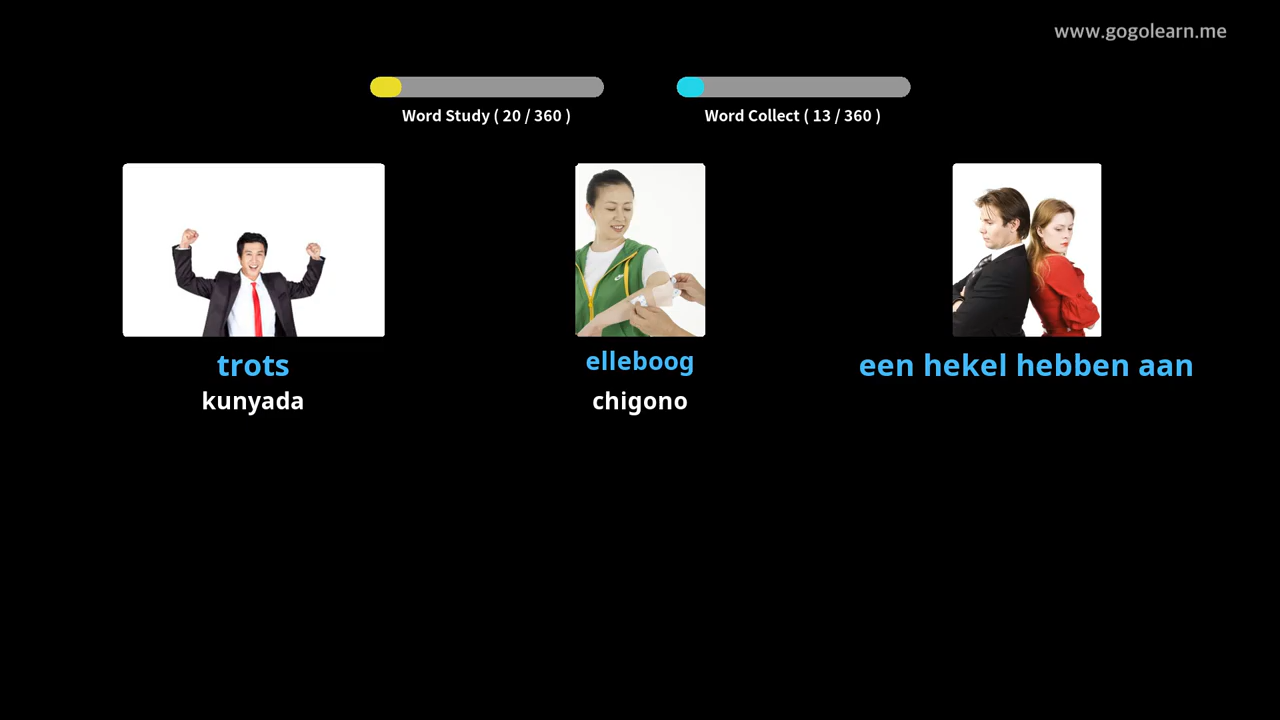 www.gogolearn.me
Word Study ( 20 / 360 )
Word Collect ( 13 / 360 )
trots
kunyada
elleboog
chigono
een hekel hebben aan